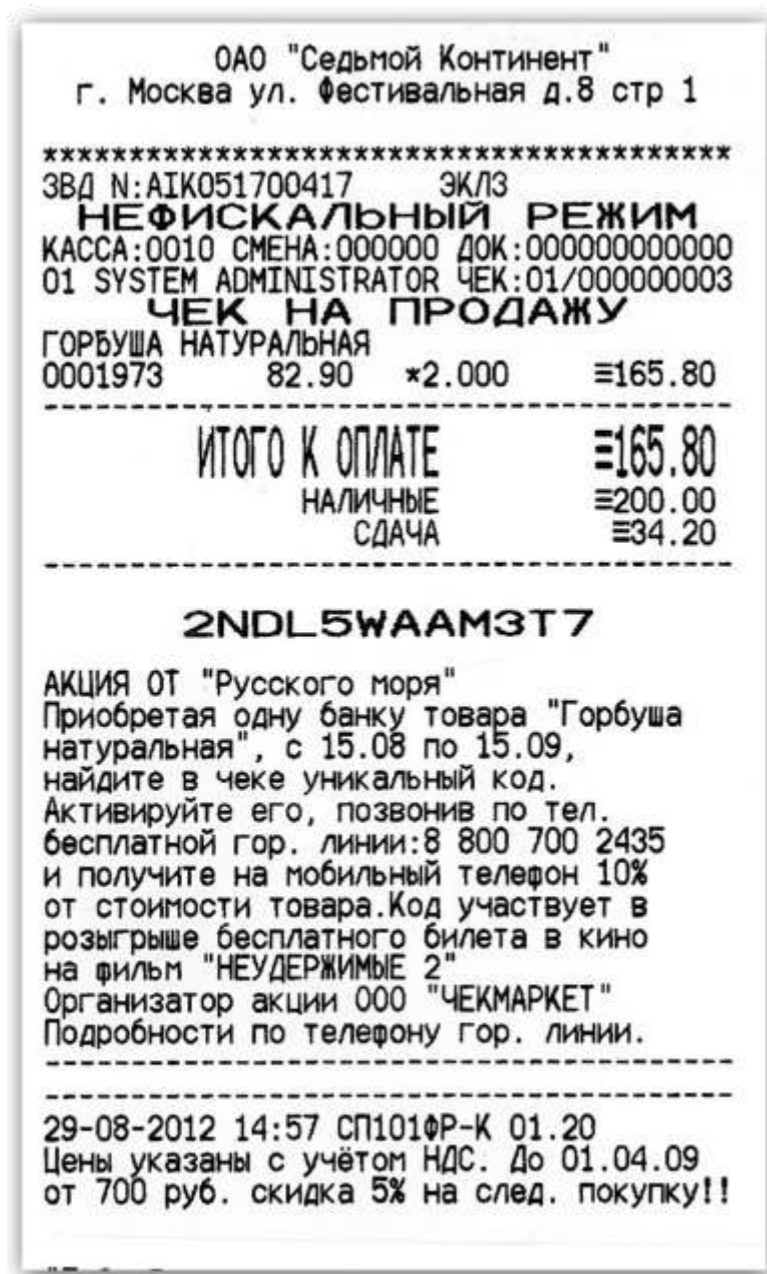 ОАО "Седьмой Континент"
г. Москва ул. Фестивальная д.8 стр 1
****************************************
ЗВД N:AIK051700417 ЭКЛЗ
НЕФИСКАЛЬНЫЙ РЕЖИМ
КАССА:0010 СМЕНА:000000 ДОК:000000000000
01 SYSTEM ADMINISTRATOR ЧЕК:01/000000003
ЧЕК НА ПРОДАЖУ
ГОРБУША НАТУРАЛЬНАЯ
0001973 82.90 *2.000 ≡165.80
----------------------------------------
ИТОГО К ОПЛАТЕ ≡165.80
НАЛИЧНЫЕ ≡200.00
СДАЧА ≡34.20
----------------------------------------
2NDL5WAAM3T7
АКЦИЯ ОТ "Русского моря"
Приобретая одну банку товара "Горбуша
натуральная", с 15.08 по 15.09,
найдите в чеке уникальный код.
Активируйте его, позвонив по тел.
бесплатной гор. линии:8 800 700 2435
и получите на мобильный телефон 10%
от стоимости товара.Код участвует в
розыгрыше бесплатного билета в кино
на фильм "НЕУДЕРЖИМЫЕ 2"
Организатор акции ООО "ЧЕКМАРКЕТ"
Подробности по телефону гор. линии.
----------------------------------------
----------------------------------------
29-08-2012 14:57 СП101ФР-К 01.20
Цены указаны с учётом НДС. До 01.04.09
от 700 руб. скидка 5% на след. покупку!!